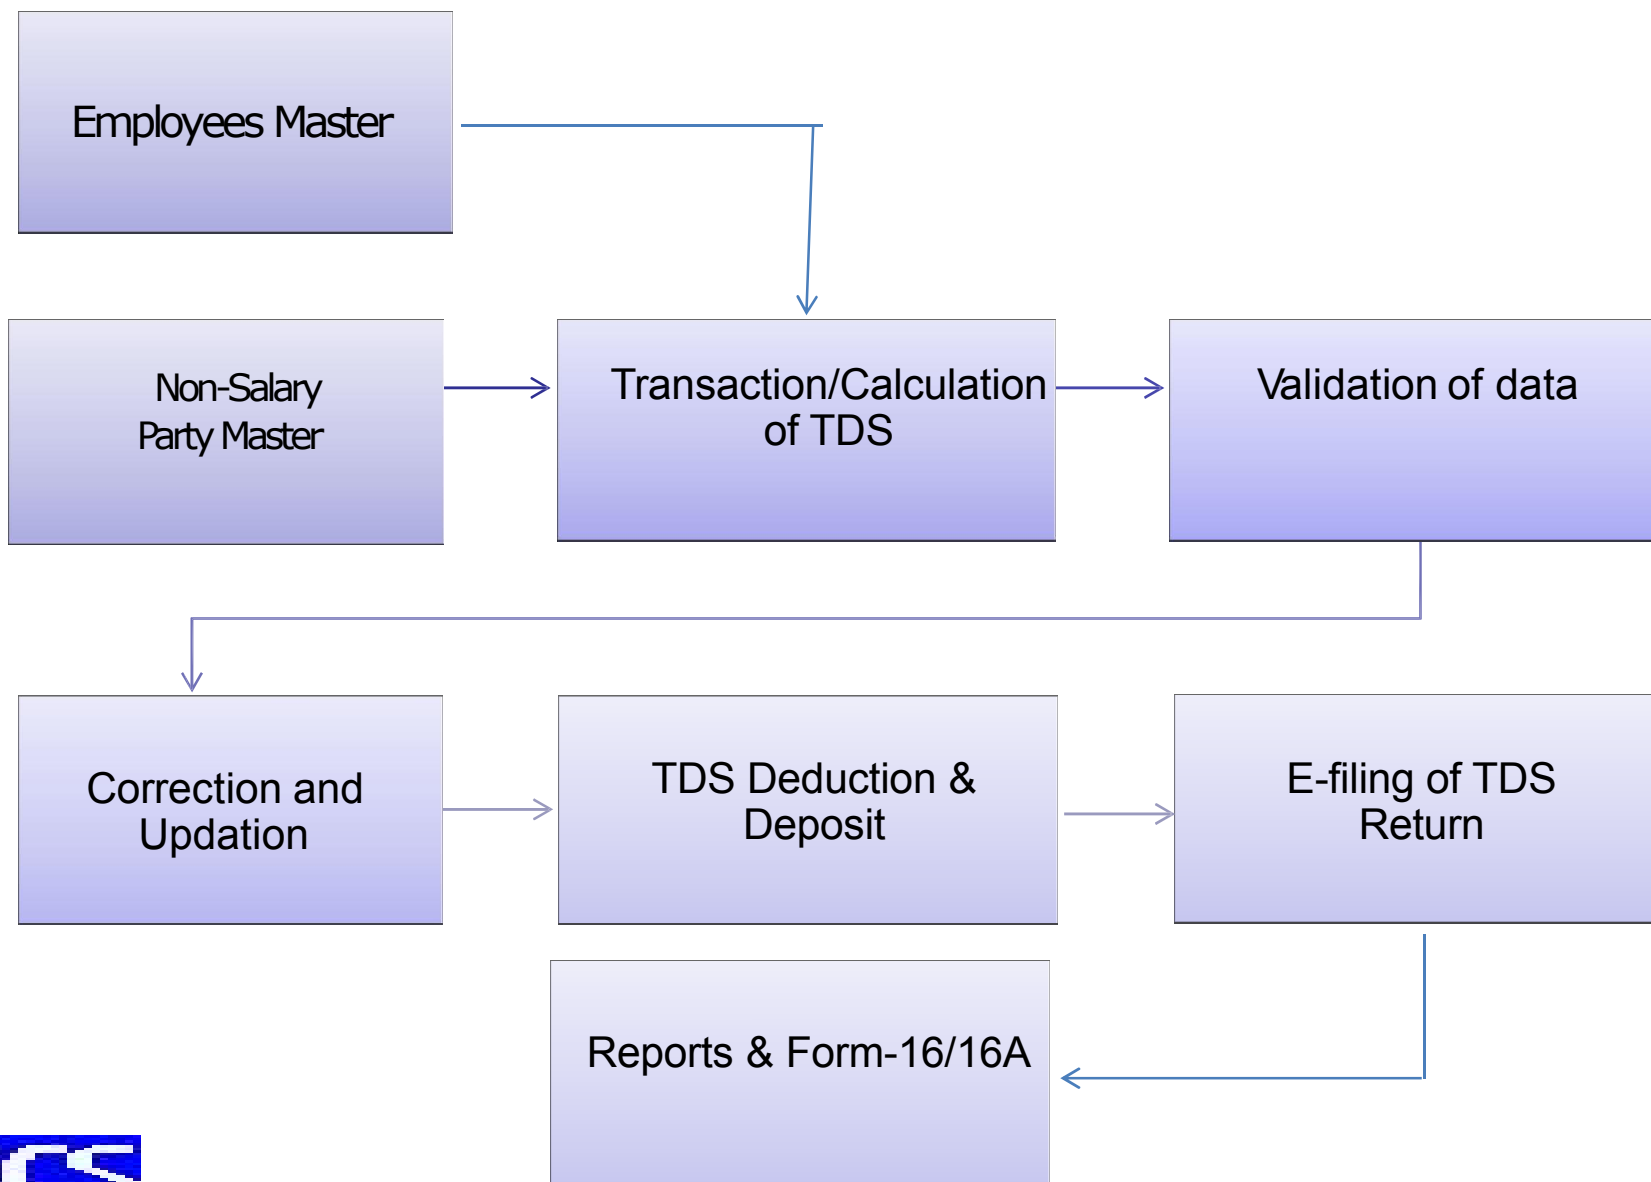 Employees Master
Non-Salary
Party Master
Transaction/Calculation
of TDS
Validation of data
Correction and
Updation
TDS Deduction &
Deposit
E-filing of TDS
Return
Reports & Form-16/16A